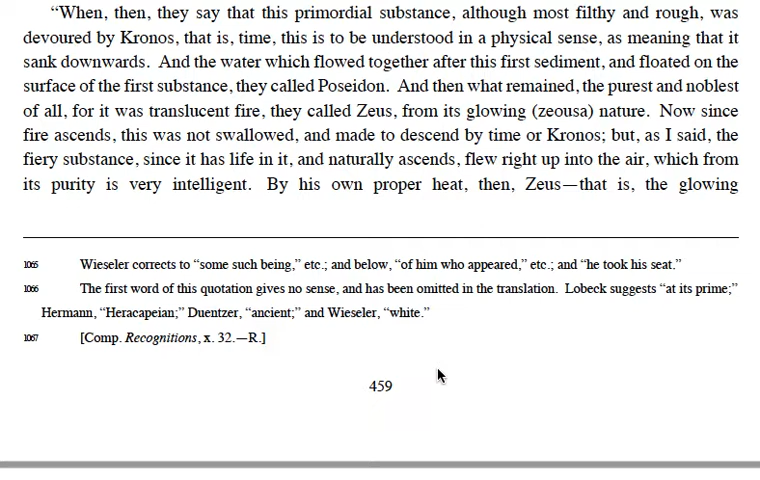 “When, then, they say that this primordial substance, although most filthy and rough, was
devoured by Kronos, that is, time, this is to be understood in a physical sense, as meaning that it
sank downwards. And the water which flowed together after this first sediment, and floated on the
surface of the first substance, they called Poseidon. And then what remained, the purest and noblest
of all, for it was translucent fire, they called Zeus, from its glowing (zeousa) nature. Now since
fire ascends, this was not swallowed, and made to descend by time or Kronos; but, as I said, the
fiery substance, since it has life in it, and naturally ascends, flew right up into the air, which from
its purity is very intelligent. By his own proper heat, then, Zeus—that is, the glowing
1065 Wieseler corrects to “some such being,” etc.; and below, “of him who appeared,” etc.; and “he took his seat.”
1066 The first word of this quotation gives no sense, and has been omitted in the translation. Lobeck suggests “at its prime;”
Hermann, “Heracapeian;” Duentzer, “ancient;” and Wieseler, “white.”
1067 [Comp. Recognitions, x. 32.—R.]
459